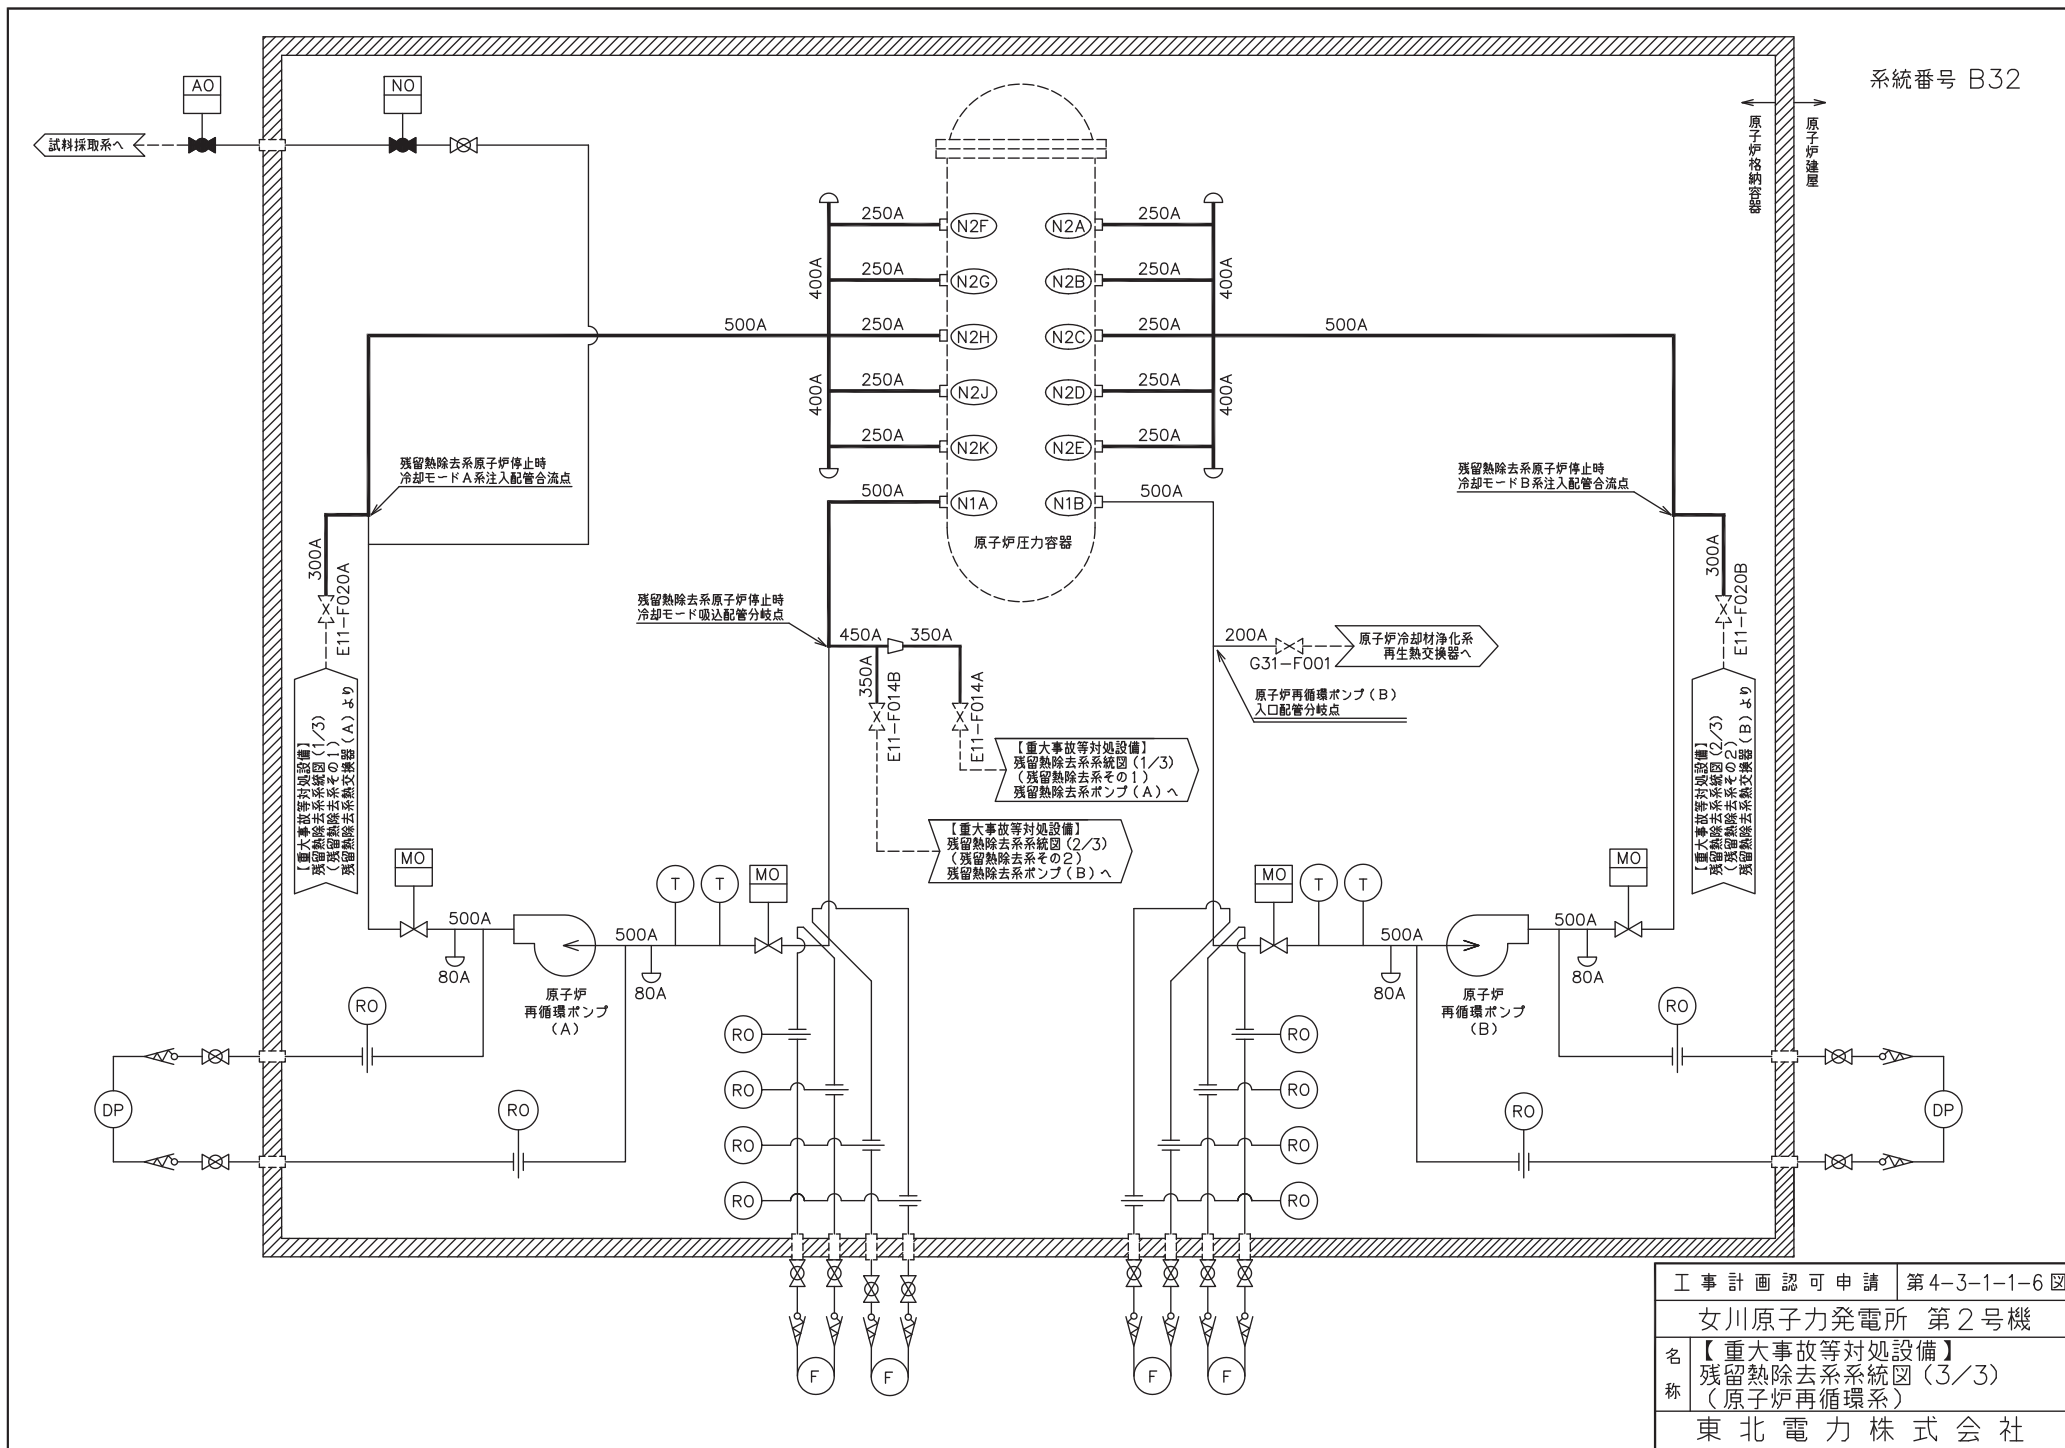 系統番号 B32
AO
NO
試料採取系へ
原子炉格納容器
原子炉建屋
250A
N2F
N2A
250A
400A
400A
250A
N2G
N2B
250A
500A
250A
N2H
N2C
250A
500A
400A
400A
250A
N2J
N2D
250A
250A
N2K
N2E
250A
残留熱除去系原子炉停止時
冷却モードA系注入配管合流点
残留熱除去系原子炉停止時
冷却モードB系注入配管合流点
500A
N1A
N1B
500A
原子炉圧力容器
300A
E11-F020A
300A
E11-F020B
残留熱除去系原子炉停止時
冷却モード吸込配管分岐点
450A
350A
350A
E11-F014B
E11-F014A
200A
G31-F001
原子炉冷却材浄化系
再生熱交換器へ
原子炉再循環ポンプ(B)
入口配管分岐点
【重大事故等対処設備】
残留熱除去系系統図(1/3)
(残留熱除去系その1)
残留熱除去系熱交換器(A)より
【重大事故等対処設備】
残留熱除去系系統図(1/3)
(残留熱除去系その1)
残留熱除去系ポンプ(A)へ
【重大事故等対処設備】
残留熱除去系系統図(2/3)
(残留熱除去系その2)
残留熱除去系ポンプ(B)へ
【重大事故等対処設備】
残留熱除去系系統図(2/3)
(残留熱除去系その2)
残留熱除去系熱交換器(B)より
MO
T
T
MO
MO
T
T
MO
500A
500A
500A
500A
80A
80A
80A
80A
原子炉
再循環ポンプ
(A)
原子炉
再循環ポンプ
(B)
RO
RO
RO
RO
RO
RO
DP
RO
RO
RO
RO
DP
RO
RO
RO
RO
F
F
F
F
工事計画認可申請
第4-3-1-1-6図
女川原子力発電所 第2号機
名称
【重大事故等対処設備】
残留熱除去系系統図(3/3)
(原子炉再循環系)
東北電力株式会社